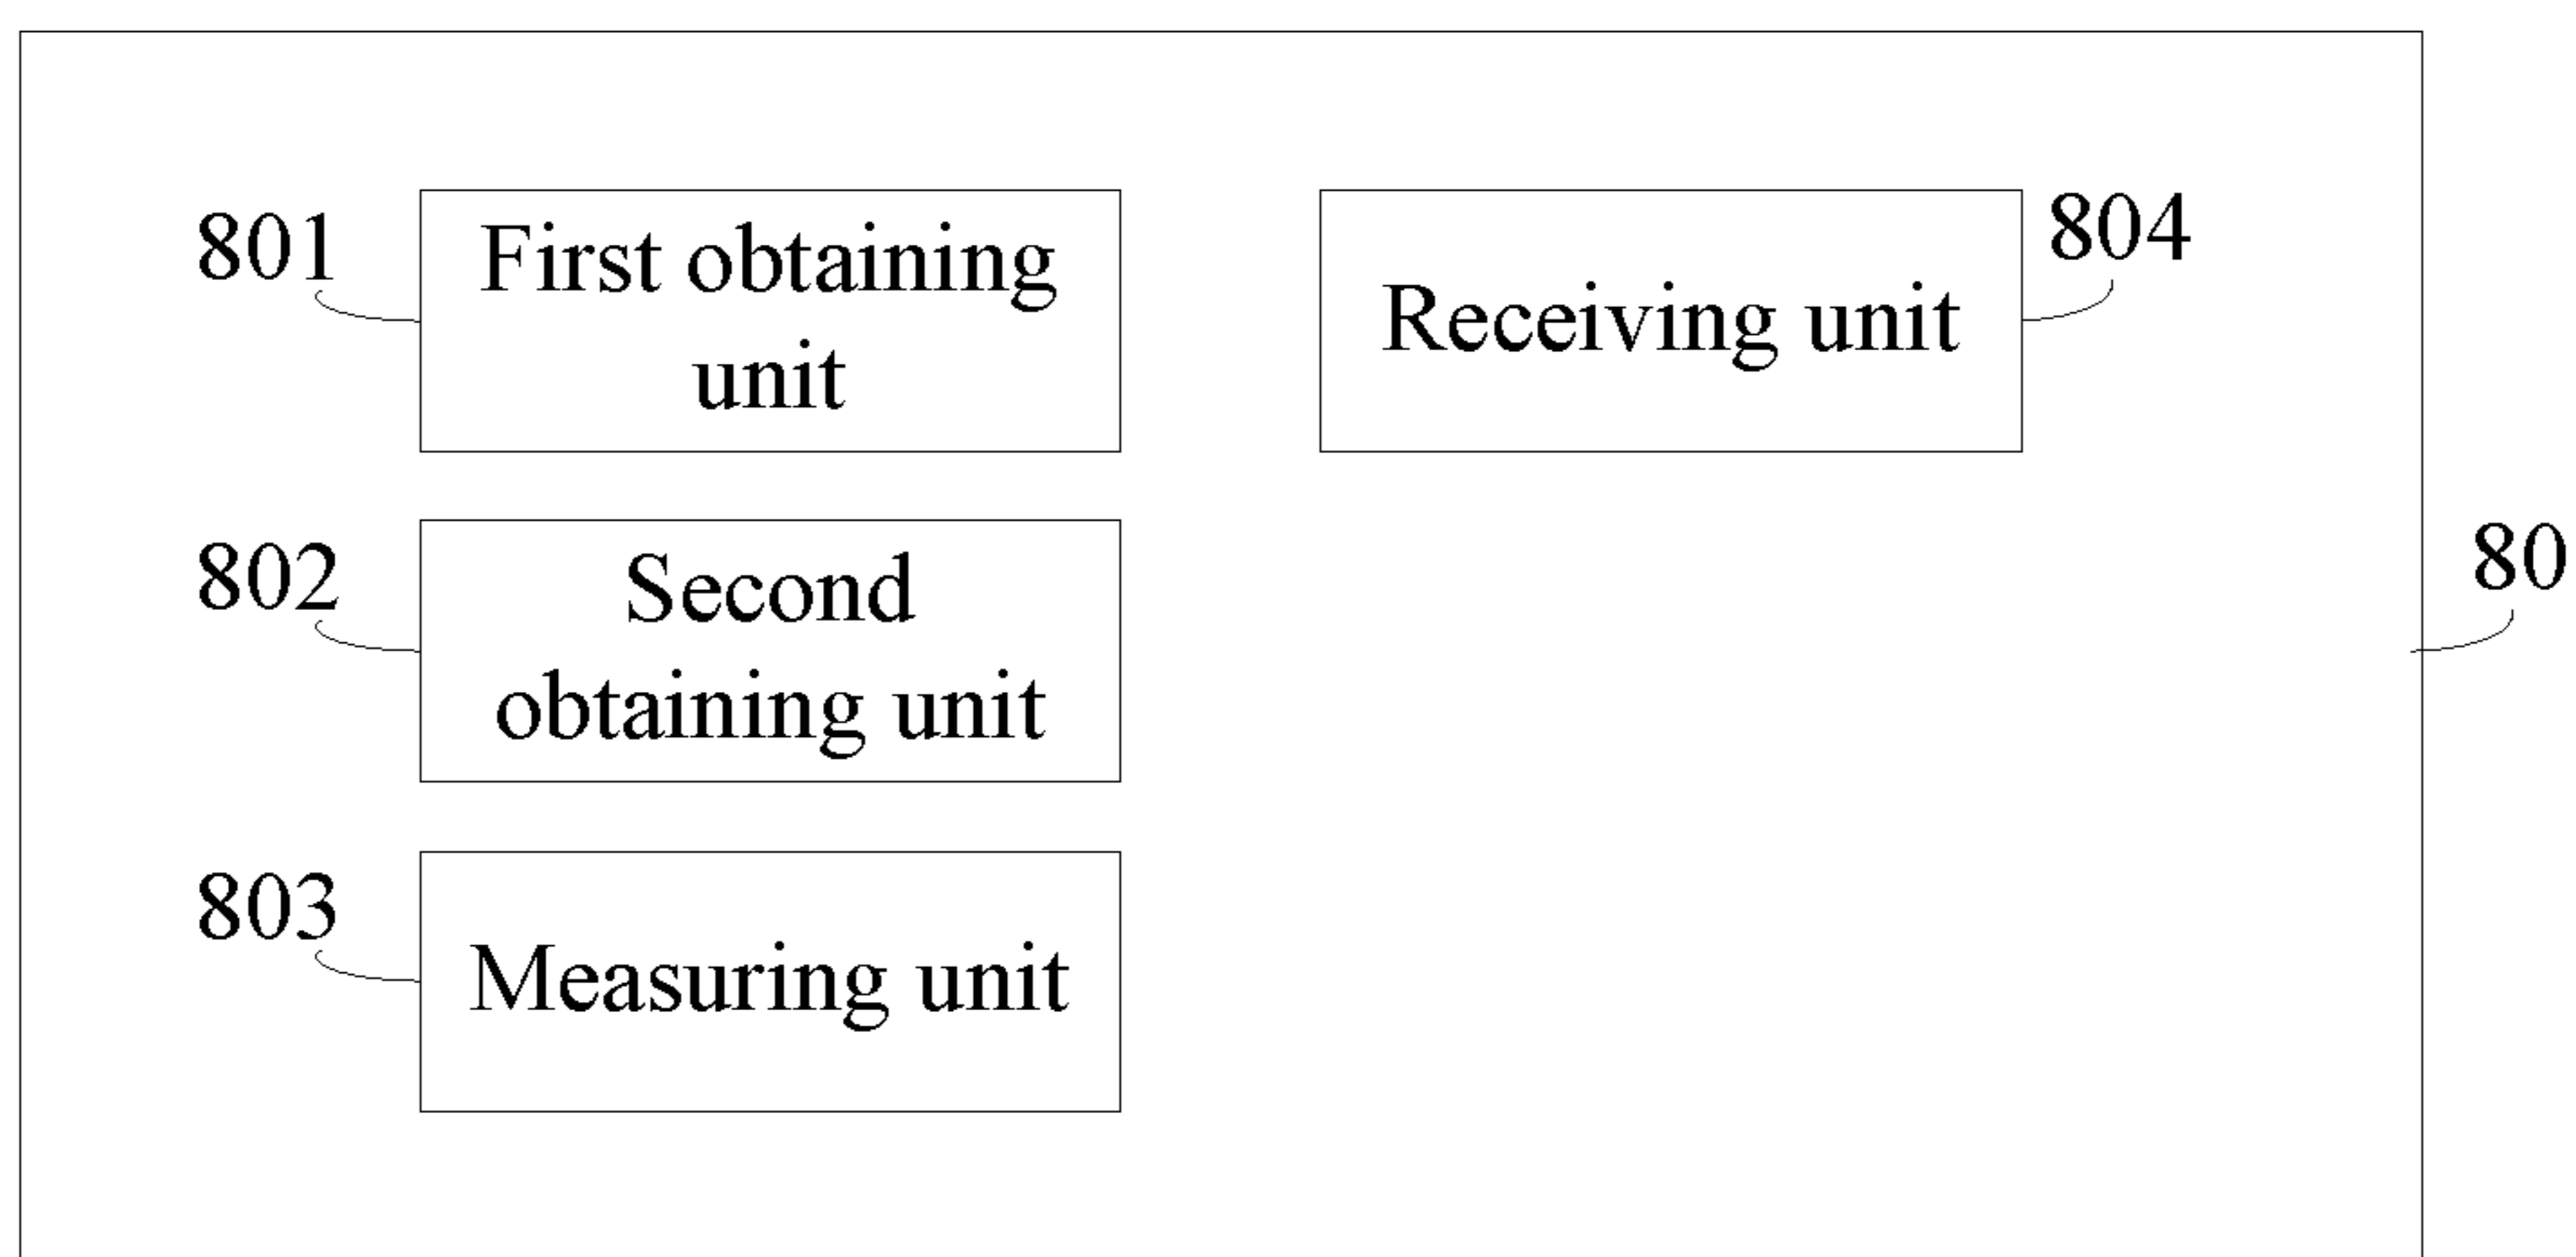 801
First obtaining
unit
804
Receiving unit
802
Second
obtaining unit
80
803
Measuring unit